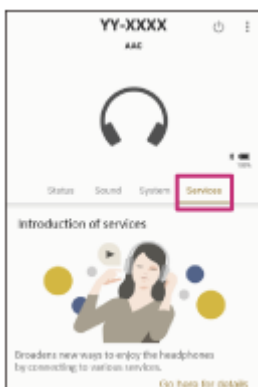 YY-XXXX
AAC
100%
Status Sound System Services
Introduction of services
Broadens new ways to enjoy the headphones
by connecting to various services.
Go here for details